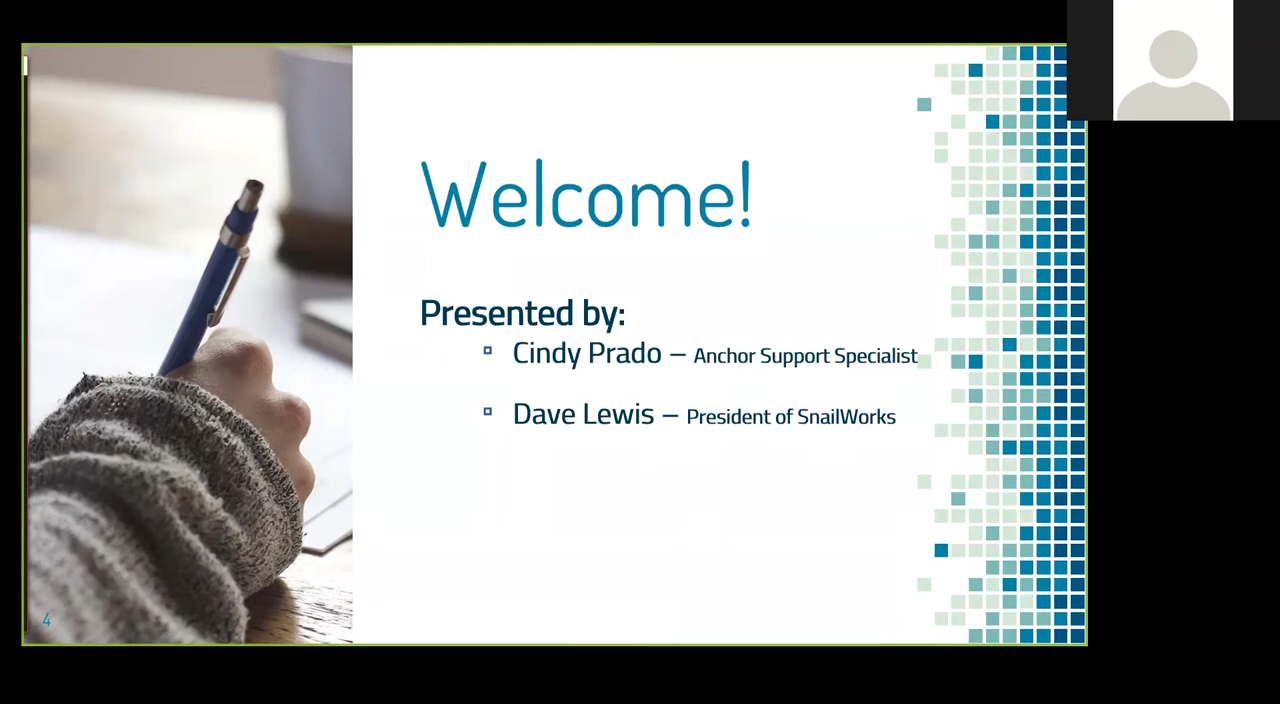 Welcome!
Presented by:
Cindy Prado – Anchor Support Specialist
Dave Lewis – President of SnailWorks
4